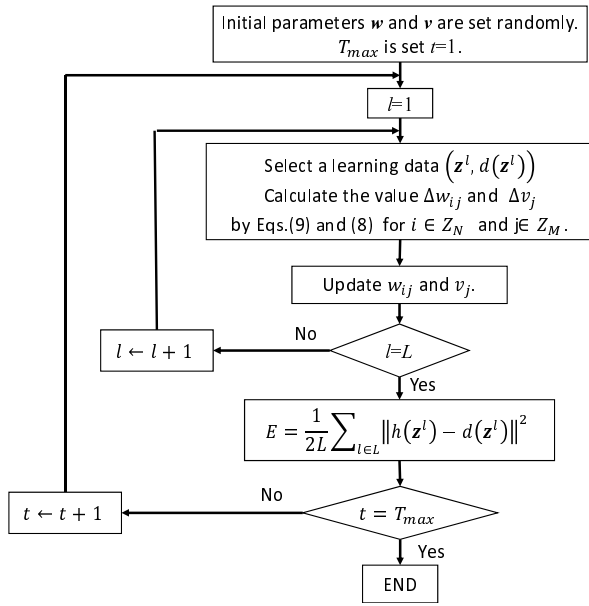 Initial parameters w and v are set randomly.
T_max is set t=1.
l=1
Select a learning data (z^l, d(z^l))
Calculate the value Δw_ij and Δv_j
by Eqs.(9) and (8) for i ∈ Z_N and j∈ Z_M.
Update w_ij and v_j.
No
l ← l + 1
l=L
Yes
E = 1/2L ∑_{l∈L} ‖h(z^l) − d(z^l)‖^2
No
t ← t + 1
t = T_max
Yes
END